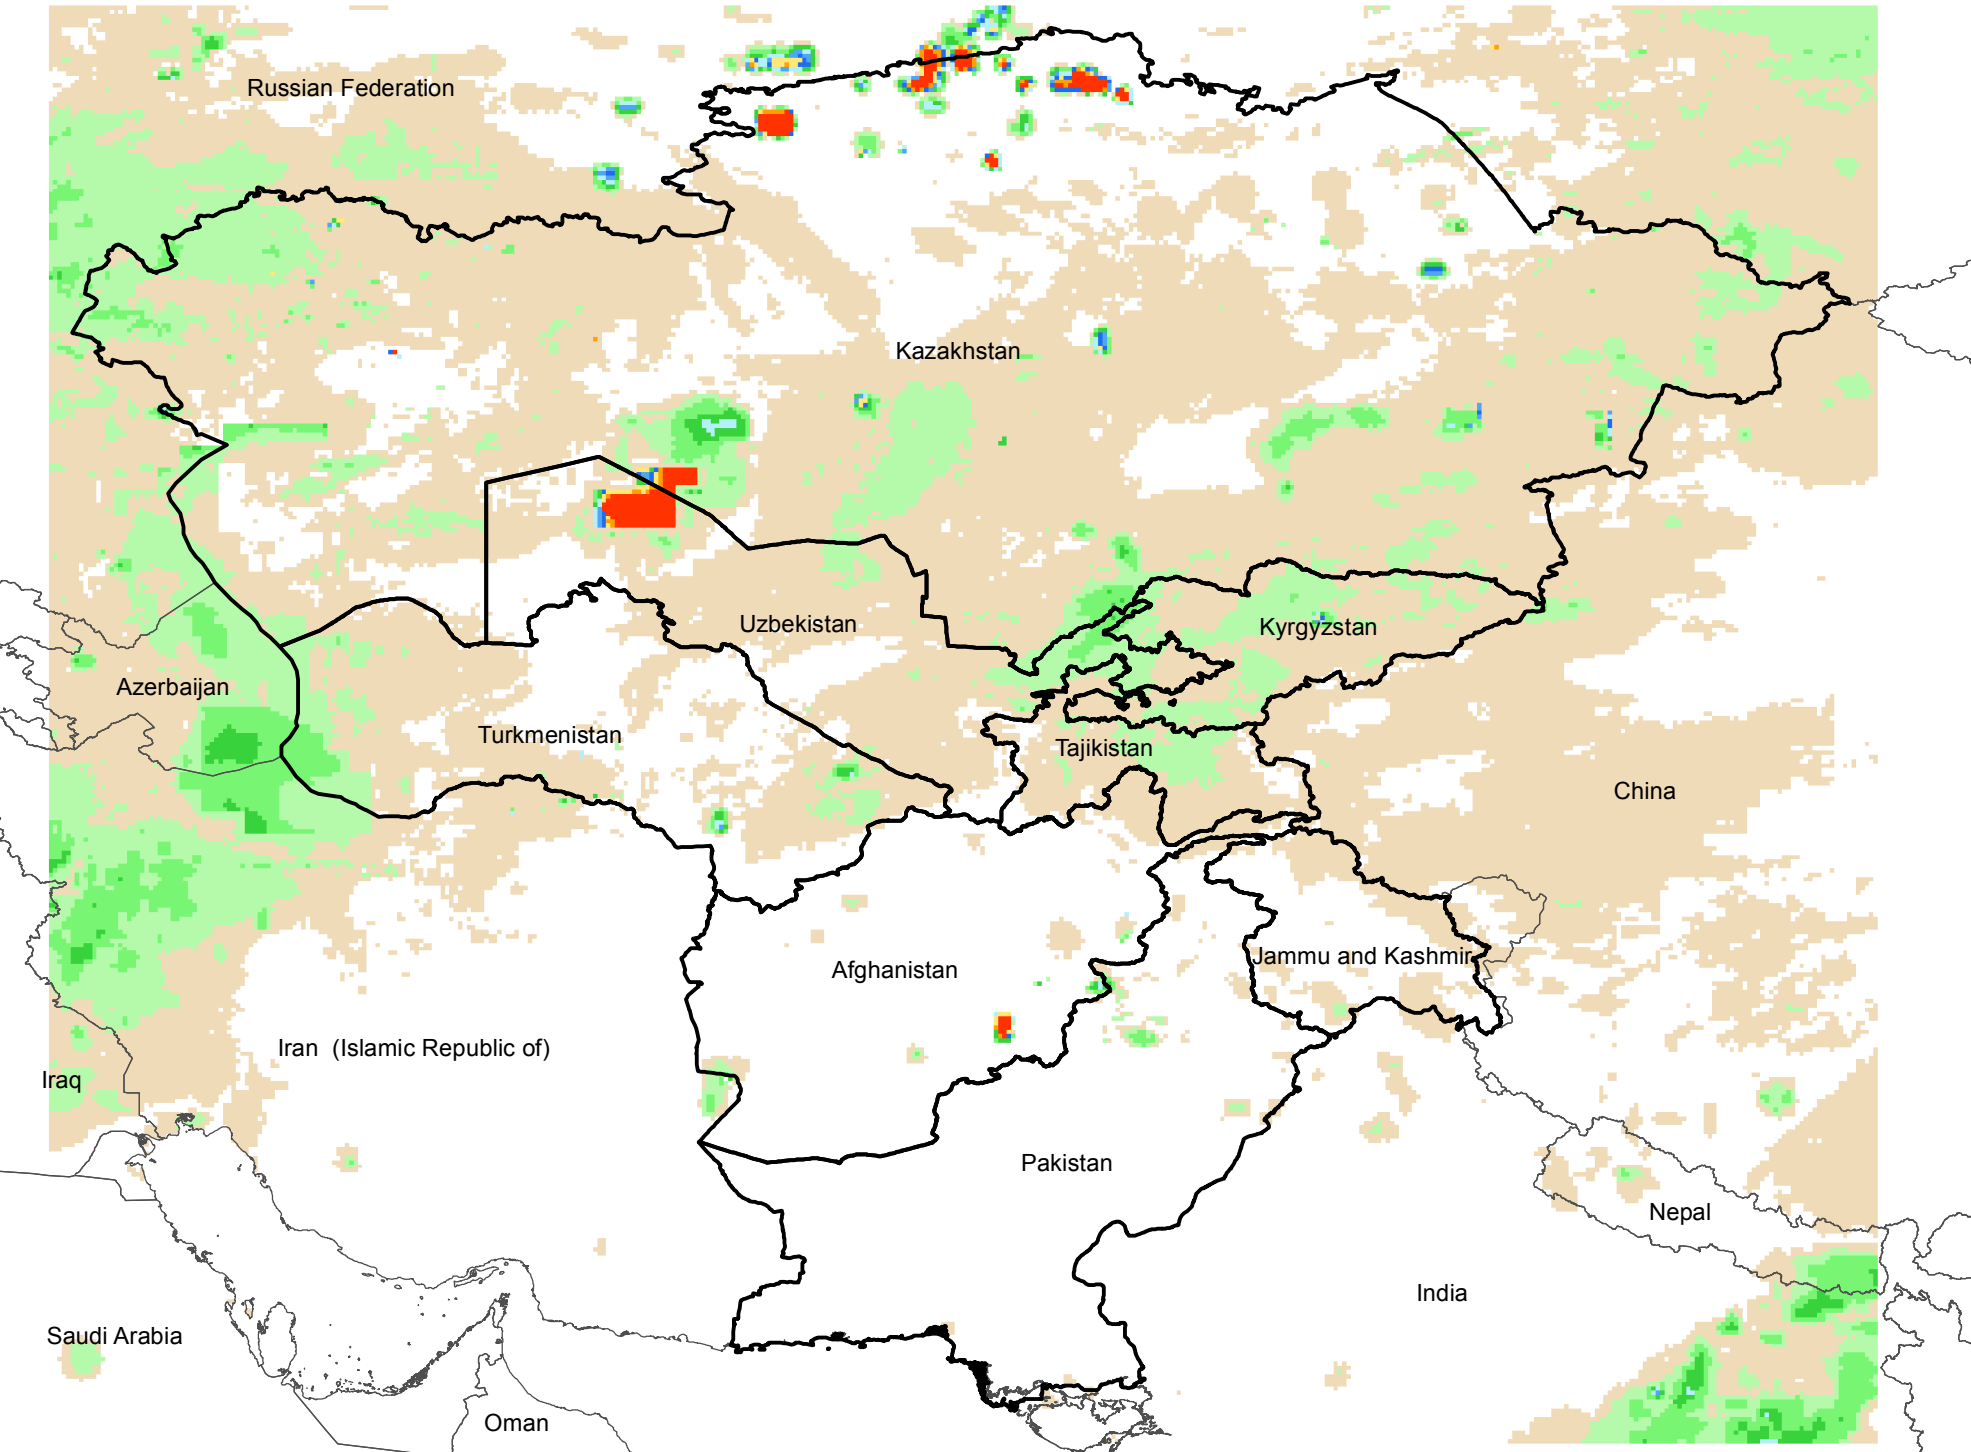 Russian Federation
Kazakhstan
Uzbekistan
Kyrgyzstan
Azerbaijan
Turkmenistan
Tajikistan
China
Afghanistan
Jammu and Kashmir
Iran (Islamic Republic of)
Iraq
Pakistan
Nepal
India
Saudi Arabia
Oman